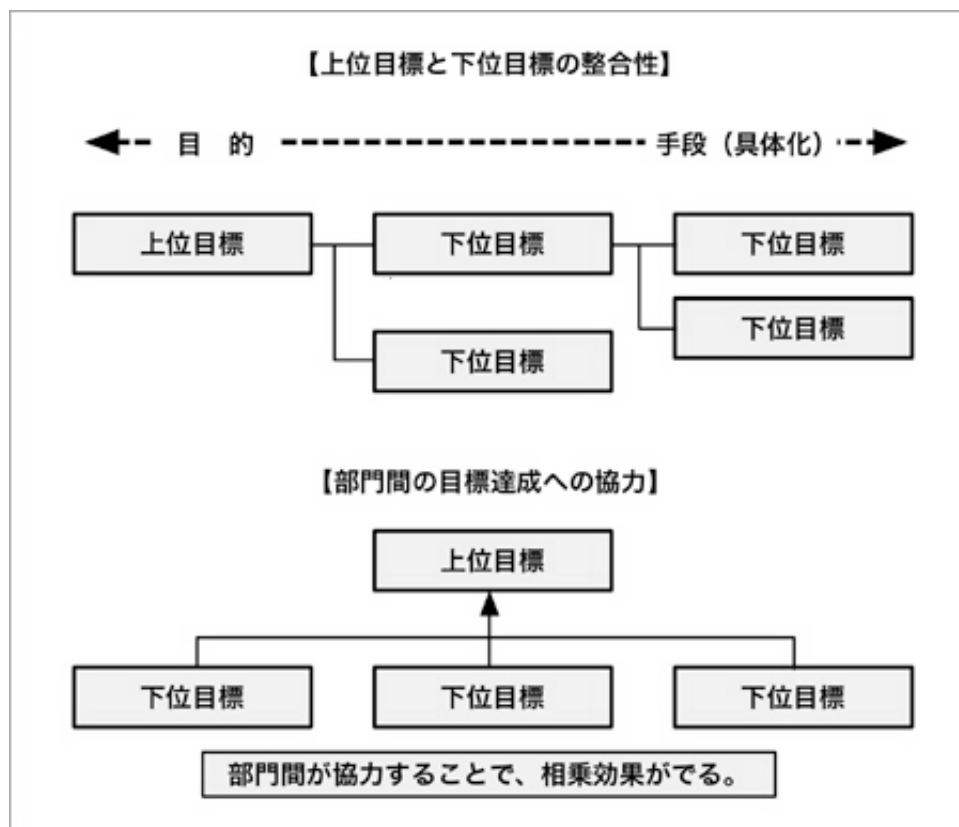 【上位目標と下位目標の整合性】
目　的　手段（具体化）
上位目標　下位目標　下位目標
下位目標
下位目標
【部門間の目標達成への協力】
上位目標
下位目標　下位目標　下位目標
部門間が協力することで、相乗効果がでる。